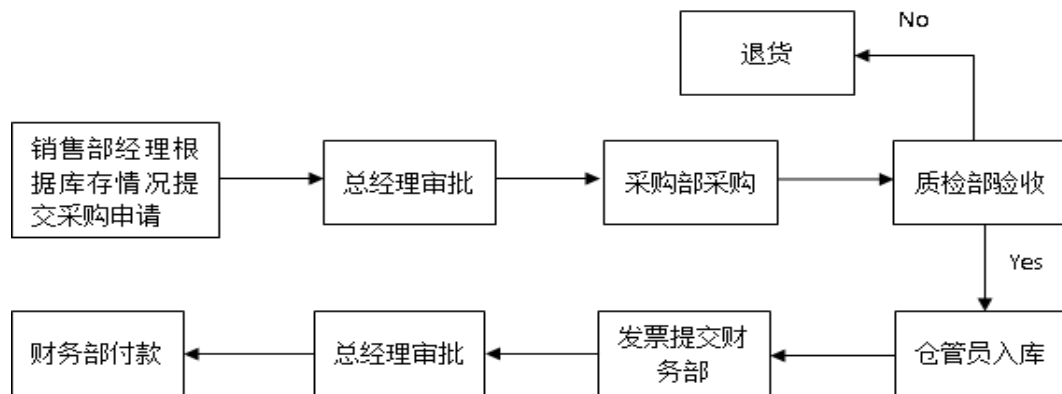 No
退货
销售部经理根
据库存情况提
交采购申请
总经理审批
采购部采购
质检部验收
Yes
财务部付款
总经理审批
发票提交财
务部
仓管员入库